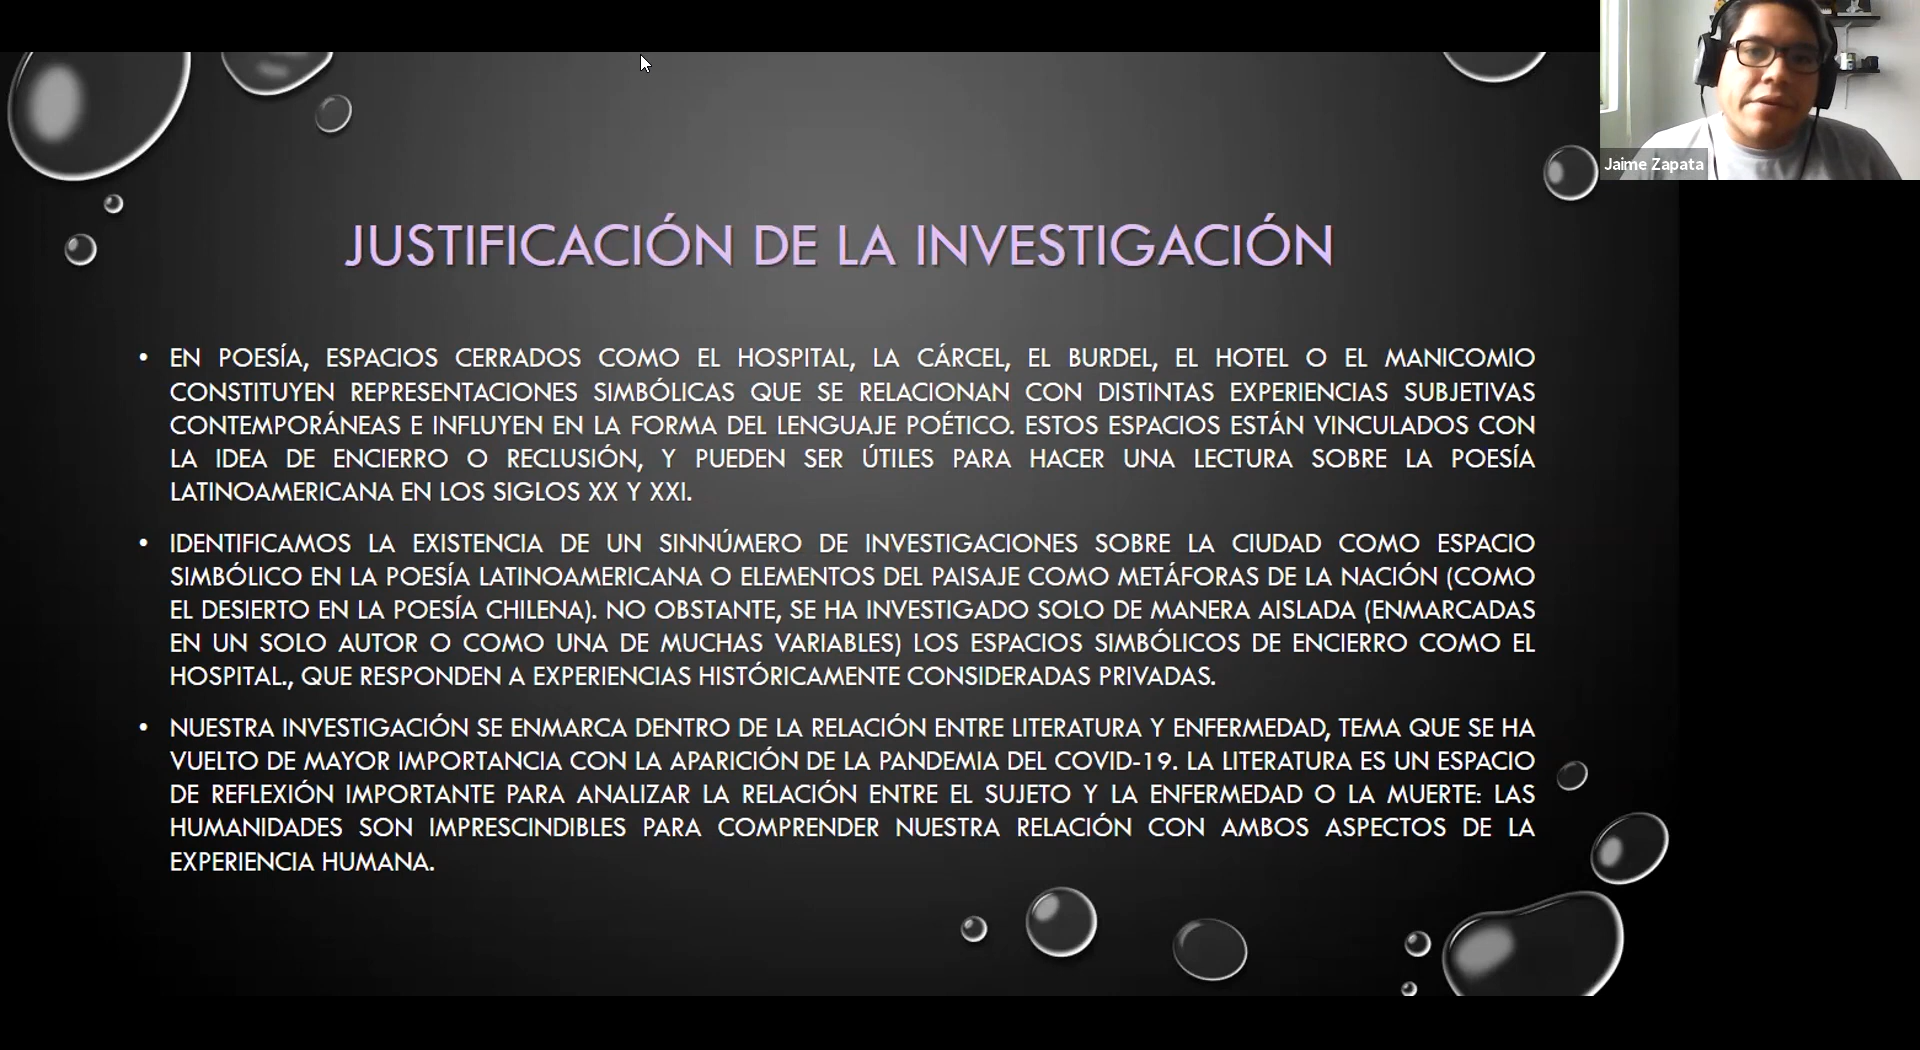 Jaime Zapata
JUSTIFICACIÓN DE LA INVESTIGACIÓN
• EN POESÍA, ESPACIOS CERRADOS COMO EL HOSPITAL, LA CÁRCEL, EL BURDEL, EL HOTEL O EL MANICOMIO
CONSTITUYEN REPRESENTACIONES SIMBÓLICAS QUE SE RELACIONAN CON DISTINTAS EXPERIENCIAS SUBJETIVAS
CONTEMPORÁNEAS E INFLUYEN EN LA FORMA DEL LENGUAJE POÉTICO. ESTOS ESPACIOS ESTÁN VINCULADOS CON
LA IDEA DE ENCIERRO O RECLUSIÓN, Y PUEDEN SER ÚTILES PARA HACER UNA LECTURA SOBRE LA POESÍA
LATINOAMERICANA EN LOS SIGLOS XX Y XXI.
• IDENTIFICAMOS LA EXISTENCIA DE UN SINNÚMERO DE INVESTIGACIONES SOBRE LA CIUDAD COMO ESPACIO
SIMBÓLICO EN LA POESÍA LATINOAMERICANA O ELEMENTOS DEL PAISAJE COMO METÁFORAS DE LA NACIÓN (COMO
EL DESIERTO EN LA POESÍA CHILENA). NO OBSTANTE, SE HA INVESTIGADO SOLO DE MANERA AISLADA (ENMARCADAS
EN UN SOLO AUTOR O COMO UNA DE MUCHAS VARIABLES) LOS ESPACIOS SIMBÓLICOS DE ENCIERRO COMO EL
HOSPITAL., QUE RESPONDEN A EXPERIENCIAS HISTÓRICAMENTE CONSIDERADAS PRIVADAS.
• NUESTRA INVESTIGACIÓN SE ENMARCA DENTRO DE LA RELACIÓN ENTRE LITERATURA Y ENFERMEDAD, TEMA QUE SE HA
VUELTO DE MAYOR IMPORTANCIA CON LA APARICIÓN DE LA PANDEMIA DEL COVID-19. LA LITERATURA ES UN ESPACIO
DE REFLEXIÓN IMPORTANTE PARA ANALIZAR LA RELACIÓN ENTRE EL SUJETO Y LA ENFERMEDAD O LA MUERTE: LAS
HUMANIDADES SON IMPRESCINDIBLES PARA COMPRENDER NUESTRA RELACIÓN CON AMBOS ASPECTOS DE LA
EXPERIENCIA HUMANA.